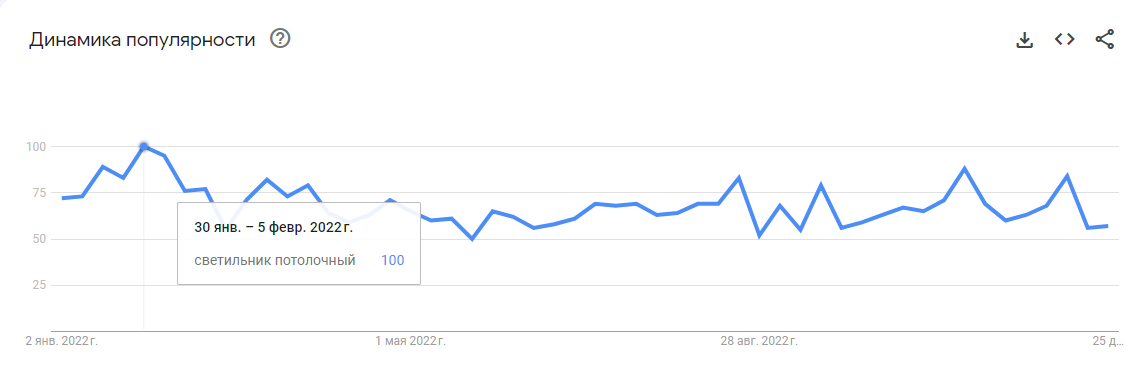 Динамика популярности
100
75
50
25
30 янв. – 5 февр. 2022 г.
светильник потолочный 100
2 янв. 2022 г. 1 мая 2022 г. 28 авг. 2022 г. 25 д...